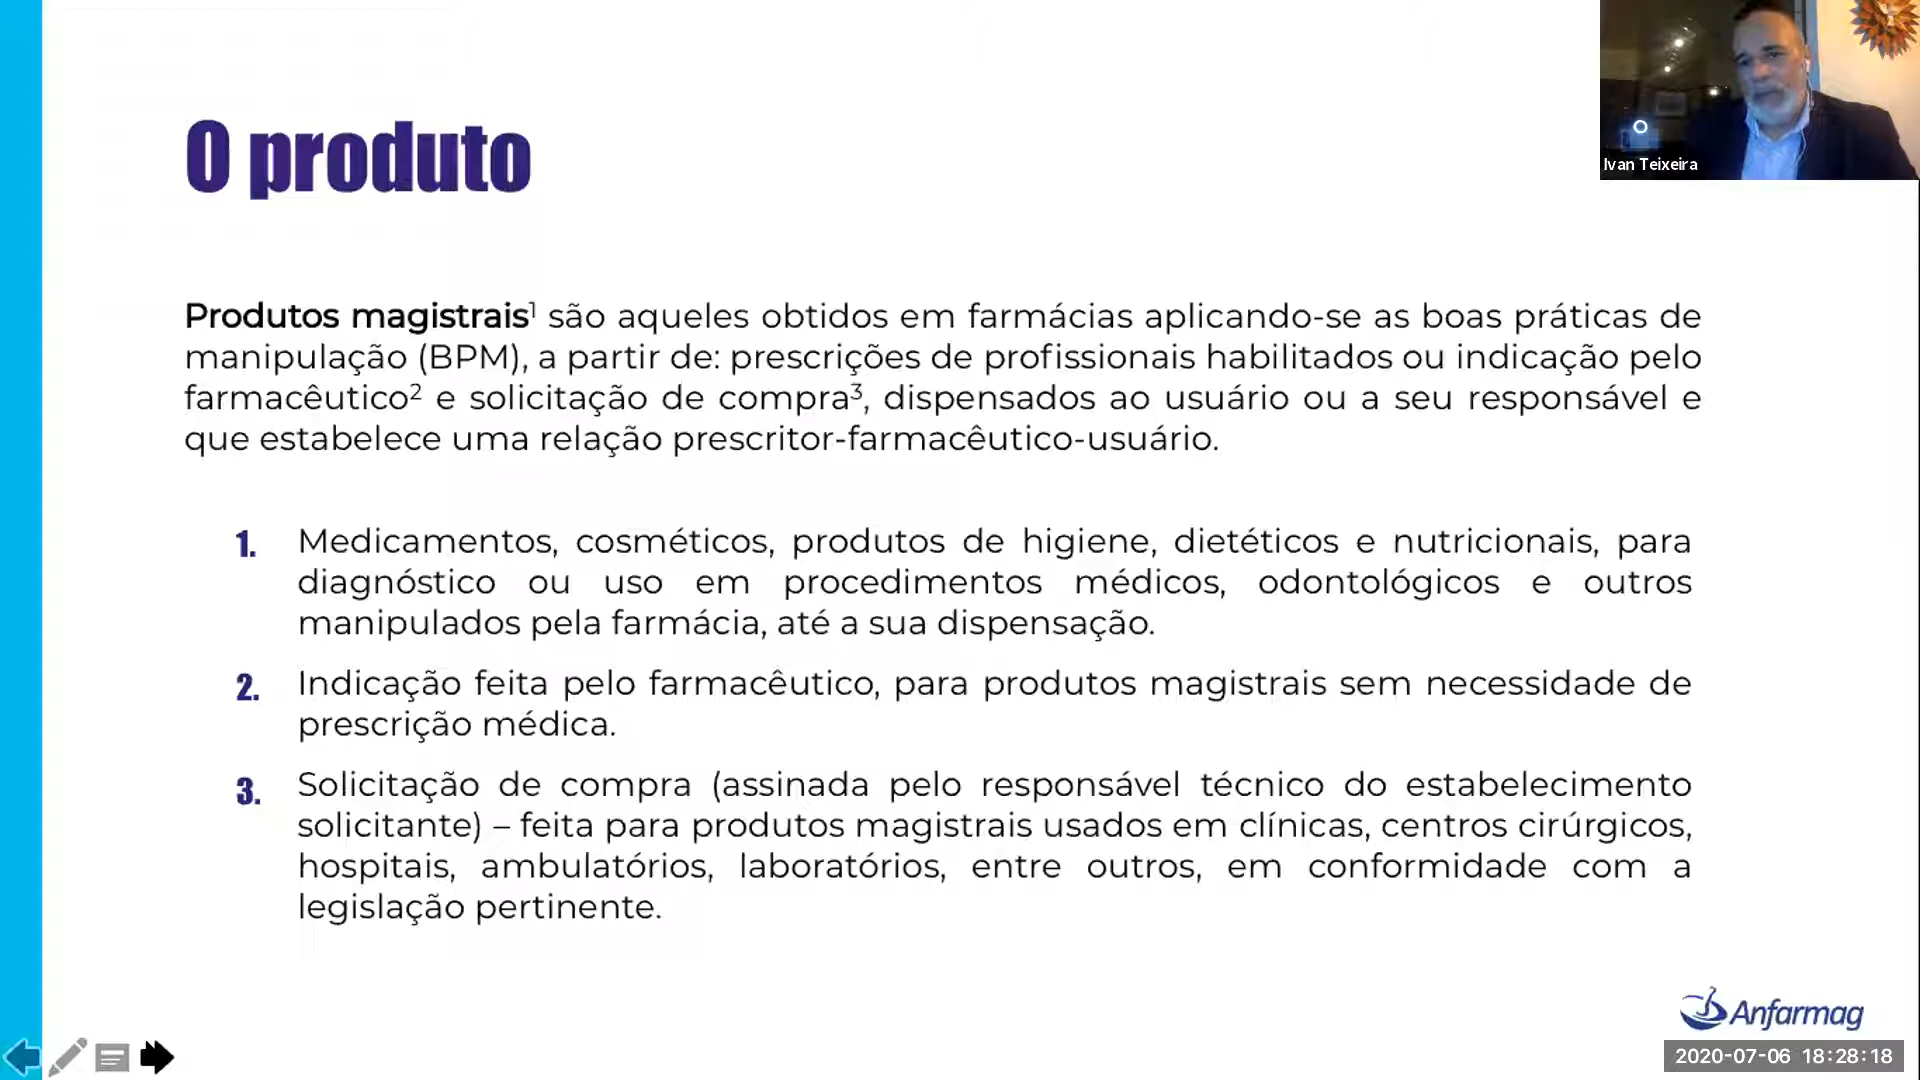 O produto
Ivan Teixeira
Produtos magistrais¹ são aqueles obtidos em farmácias aplicando-se as boas práticas de
manipulação (BPM), a partir de: prescrições de profissionais habilitados ou indicação pelo
farmacêutico² e solicitação de compra³, dispensados ao usuário ou a seu responsável e
que estabelece uma relação prescritor-farmacêutico-usuário.
1. Medicamentos, cosméticos, produtos de higiene, dietéticos e nutricionais, para
diagnóstico ou uso em procedimentos médicos, odontológicos e outros
manipulados pela farmácia, até a sua dispensação.
2. Indicação feita pelo farmacêutico, para produtos magistrais sem necessidade de
prescrição médica.
3. Solicitação de compra (assinada pelo responsável técnico do estabelecimento
solicitante) – feita para produtos magistrais usados em clínicas, centros cirúrgicos,
hospitais, ambulatórios, laboratórios, entre outros, em conformidade com a
legislação pertinente.
Anfarmag
2020-07-06 18:28:18